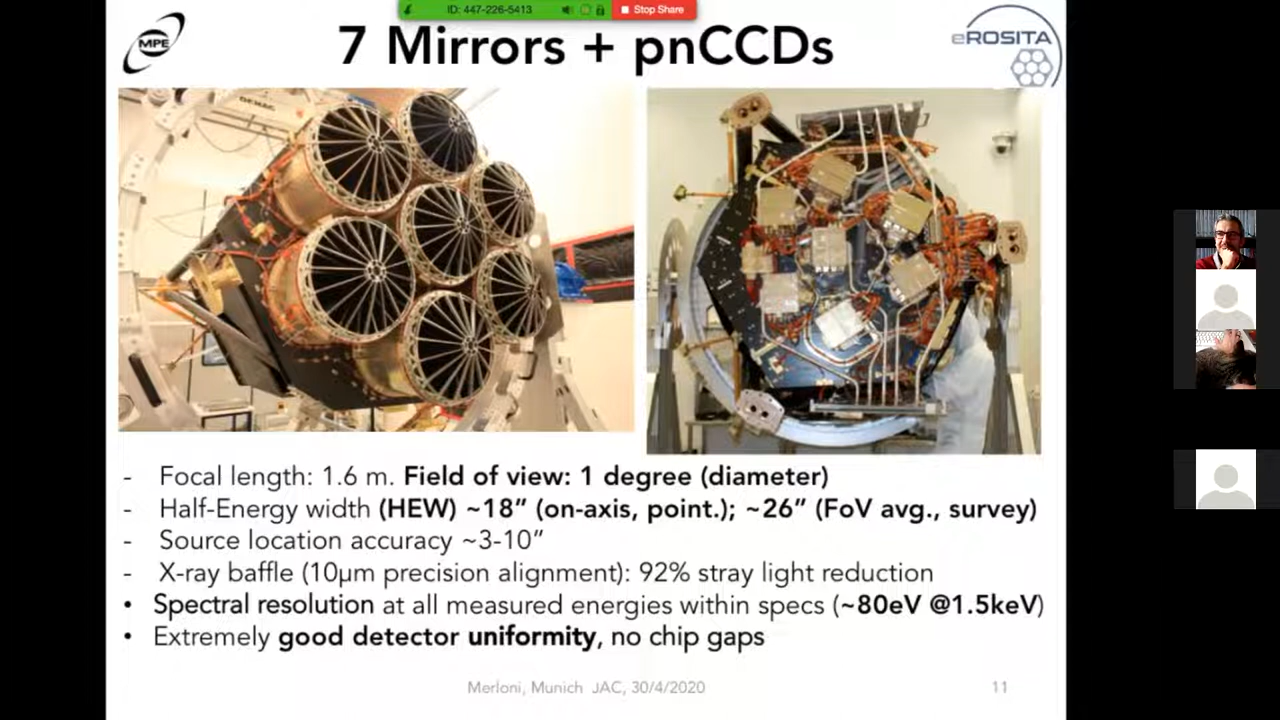 ID: 447-226-5413
Stop Share
MPE
7 Mirrors + pnCCDs
eROSITA
DEMAG
- Focal length: 1.6 m. Field of view: 1 degree (diameter)
- Half-Energy width (HEW) ~18” (on-axis, point.); ~26” (FoV avg., survey)
- Source location accuracy ~3-10”
- X-ray baffle (10µm precision alignment): 92% stray light reduction
• Spectral resolution at all measured energies within specs (~80eV @1.5keV)
• Extremely good detector uniformity, no chip gaps
Merloni, Munich JAC, 30/4/2020
11